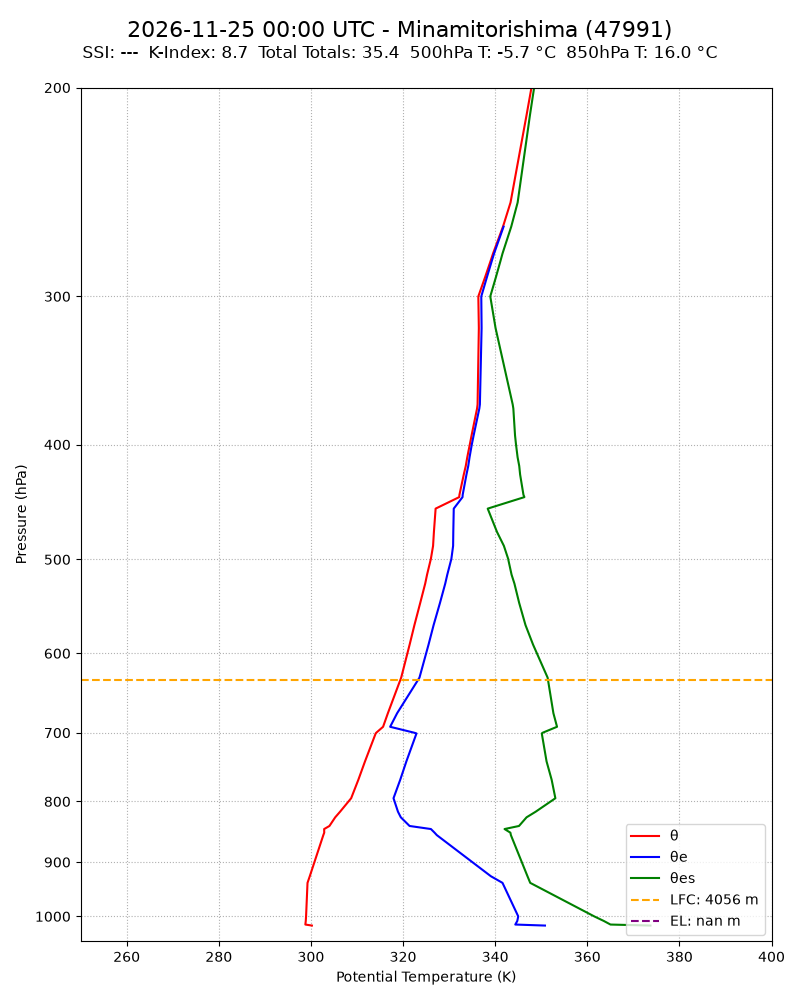 2026-11-25 00:00 UTC - Minamitorishima (47991)
SSI: --- K-Index: 8.7 Total Totals: 35.4 500hPa T: -5.7 °C 850hPa T: 16.0 °C
200
300
400
500
600
700
800
900
1000
Pressure (hPa)
260 280 300 320 340 360 380 400
Potential Temperature (K)
θ
θe
θes
LFC: 4056 m
EL: nan m